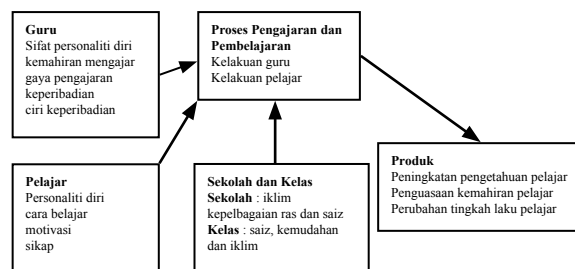 Guru
Sifat personaliti diri
kemahiran mengajar
gaya pengajaran
keperibadian
ciri keperibadian
Proses Pengajaran dan
Pembelajaran
Kelakuan guru
Kelakuan pelajar
Pelajar
Personaliti diri
cara belajar
motivasi
sikap
Sekolah dan Kelas
Sekolah : iklim
kepelbagaian ras dan saiz
Kelas : saiz, kemudahan
dan iklim
Produk
Peningkatan pengetahuan pelajar
Penguasaan kemahiran pelajar
Perubahan tingkah laku pelajar